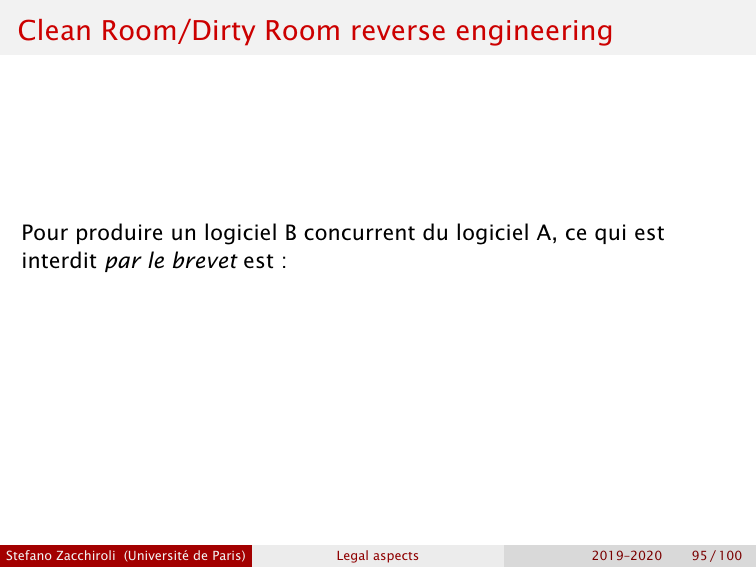 Clean Room/Dirty Room reverse engineering
Pour produire un logiciel B concurrent du logiciel A, ce qui est
interdit par le brevet est :
Stefano Zacchiroli (Université de Paris) Legal aspects 2019–2020 95 / 100